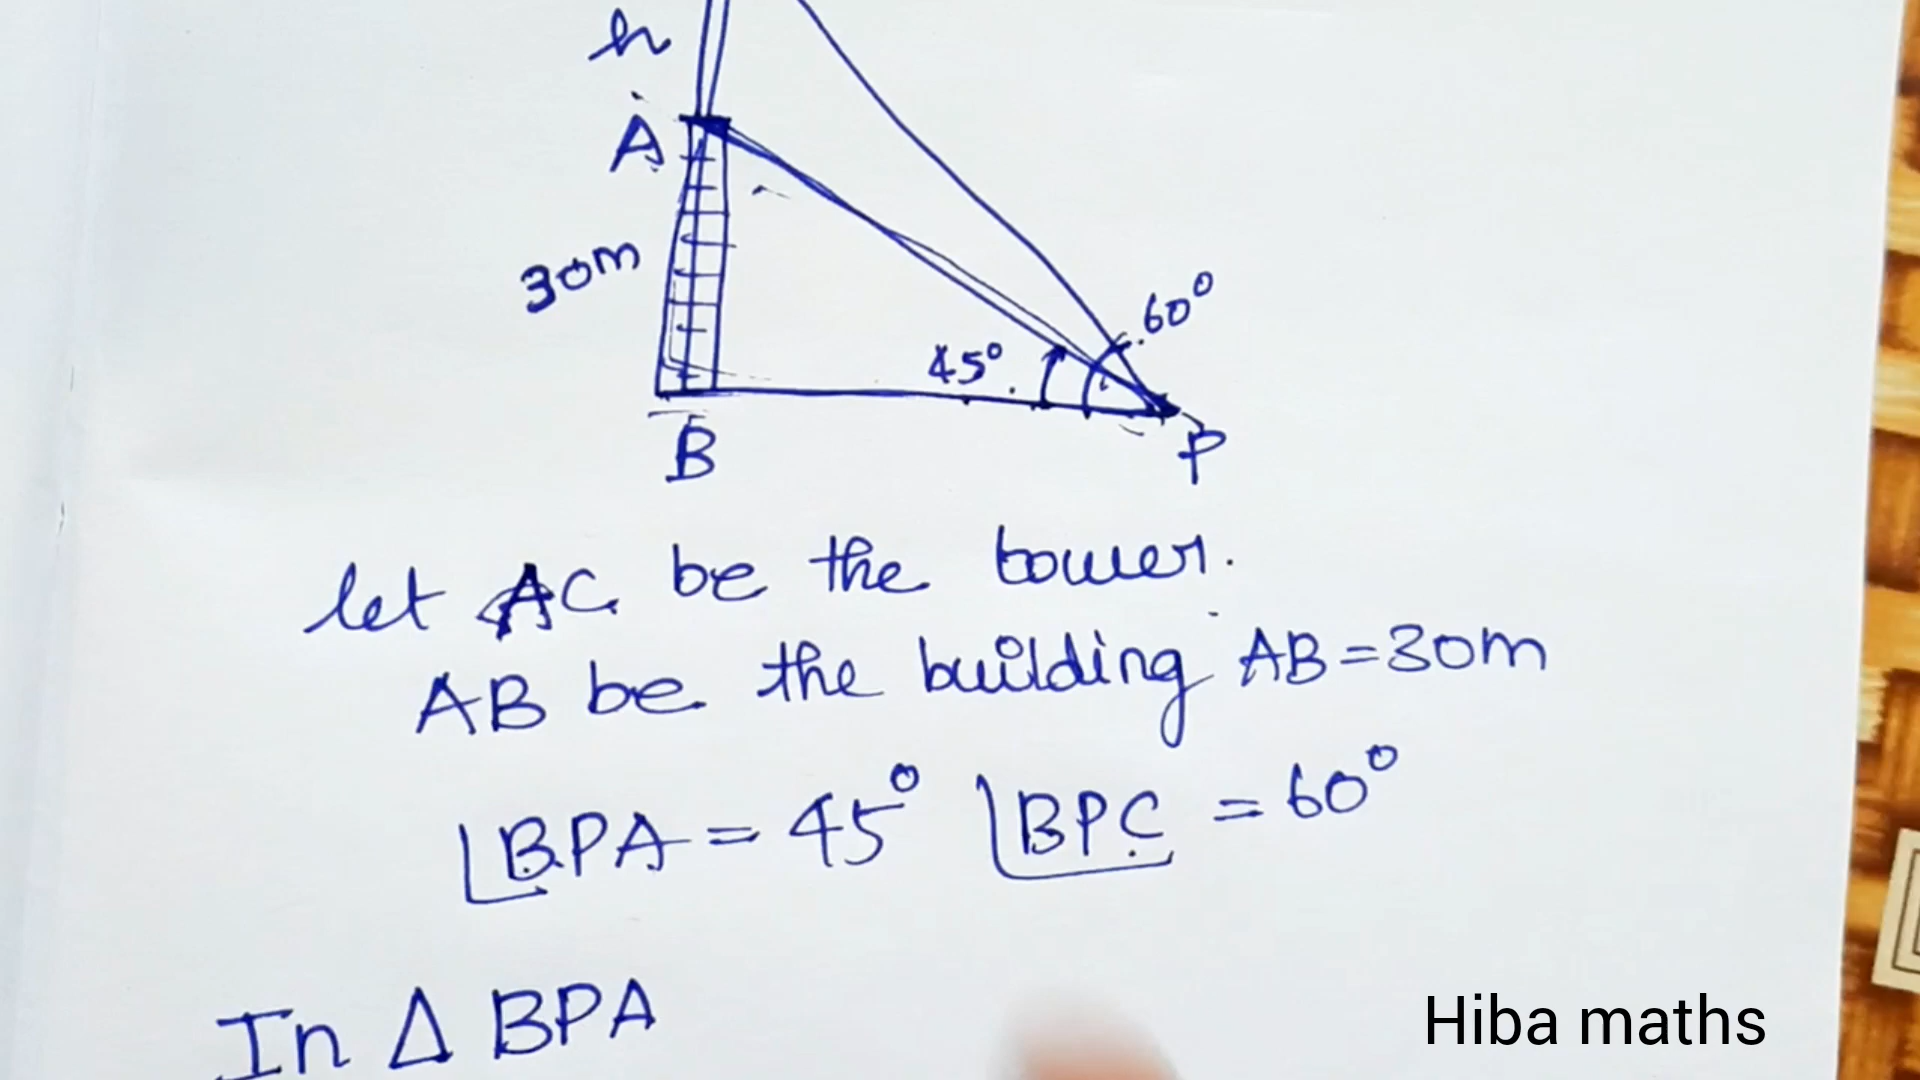 h
A
30m
60°
45°
B
P
let AC be the tower.
AB be the building AB=30m
∠BPA = 45° ∠BPC = 60°
In Δ BPA
Hiba maths